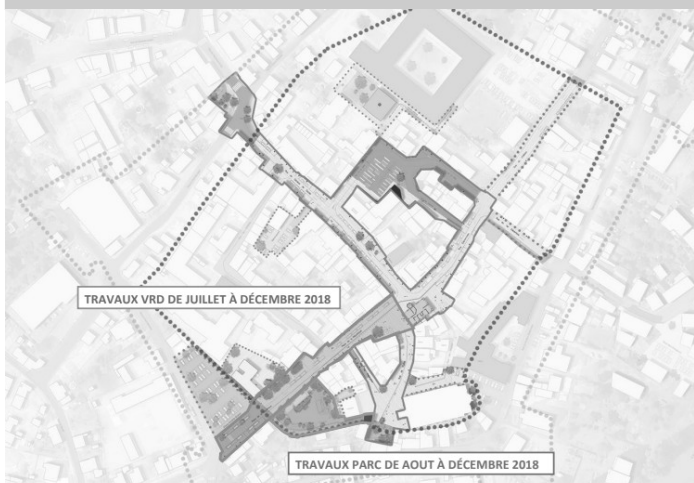 TRAVAUX VRD DE JUILLET À DÉCEMBRE 2018
TRAVAUX PARC DE AOUT À DÉCEMBRE 2018